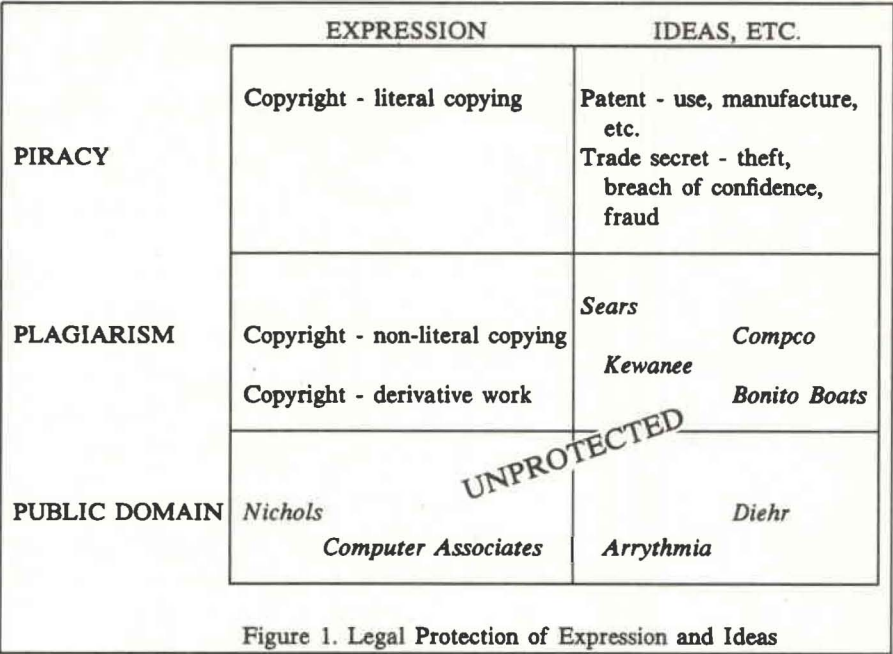 EXPRESSION IDEAS, ETC.
Copyright - literal copying Patent - use, manufacture,
etc.
PIRACY Trade secret - theft,
breach of confidence,
fraud
Sears
PLAGIARISM Copyright - non-literal copying Compco
Kewanee
Copyright - derivative work Bonito Boats
UNPROTECTED
PUBLIC DOMAIN Nichols Diehr
Computer Associates Arrythmia
Figure 1. Legal Protection of Expression and Ideas